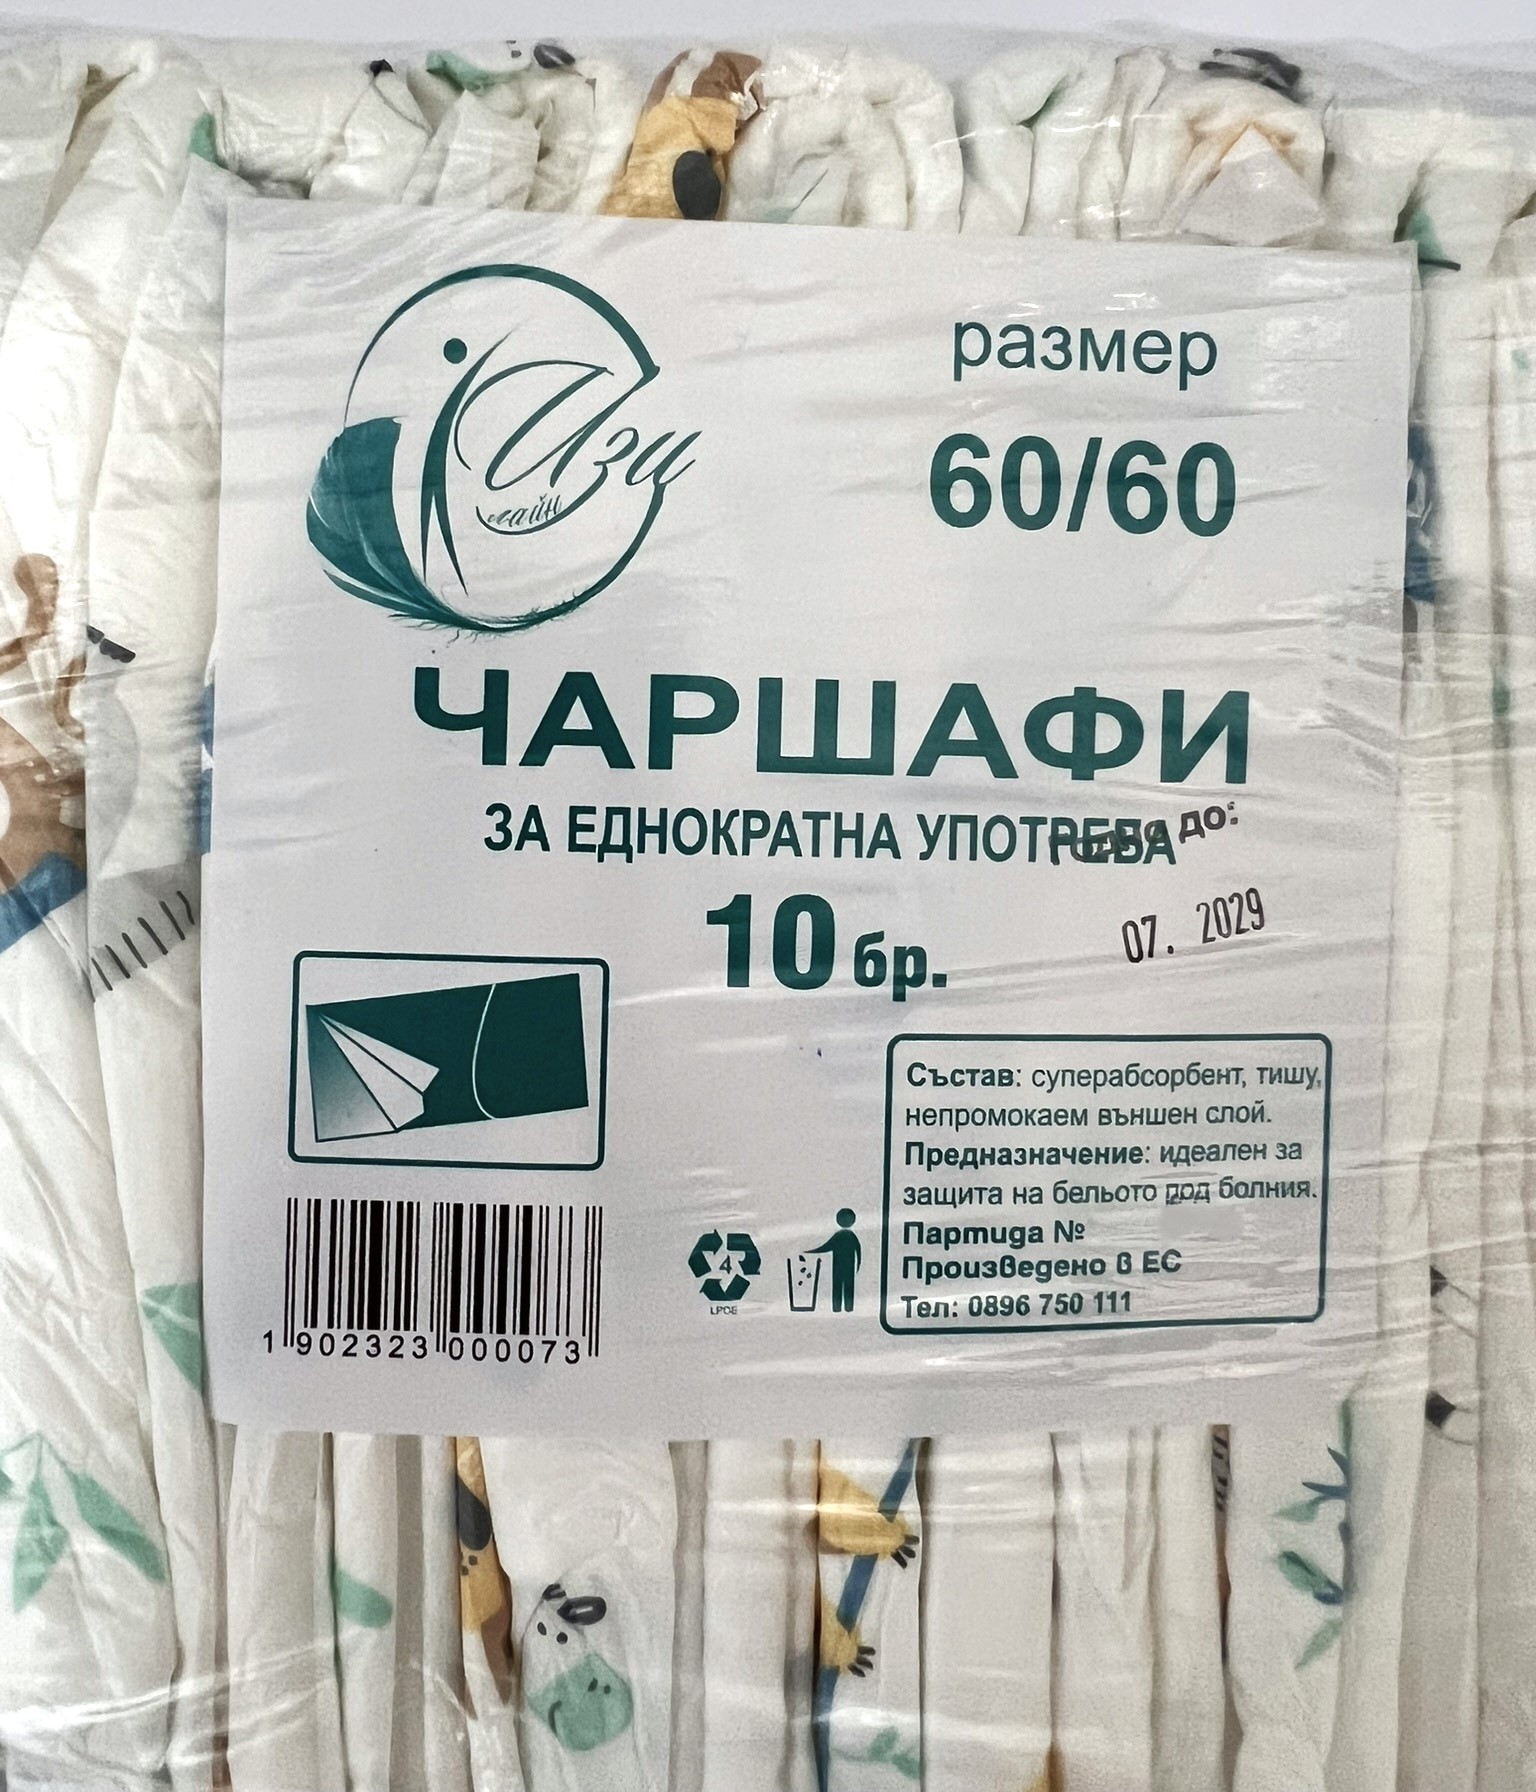 Изи
лайн
размер
60/60
ЧАРШАФИ
ЗА ЕДНОКРАТНА УПОТРЕБА
Годно до:
10 бр.
07. 2029
Състав: суперабсорбент, тишу,
непромокаем външен слой.
Предназначение: идеален за
защита на бельото под болния.
Партида №
Произведено в ЕС
Тел: 0896 750 111
4
LPDE
1 902323 000073